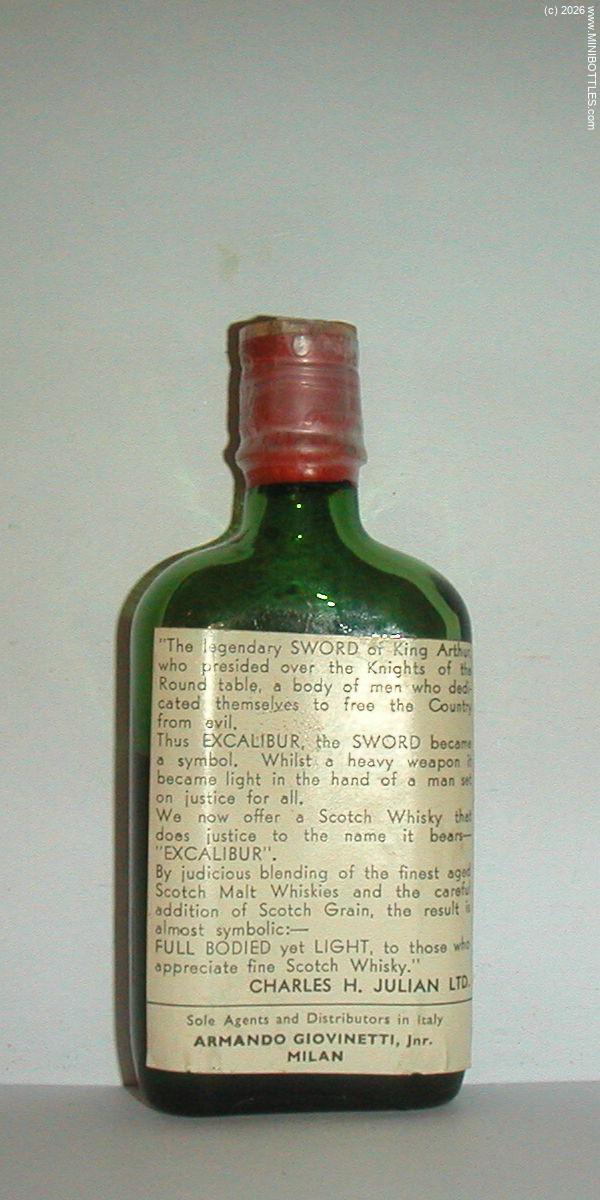 (c) 2026 www.MINIBOTTLES.com
"The legendary SWORD of King Arthur
who presided over the Knights of the
Round table, a body of men who dedi-
cated themselves to free the Country
from evil.
Thus EXCALIBUR, the SWORD became
a symbol. Whilst a heavy weapon it
became light in the hand of a man set
on justice for all.
We now offer a Scotch Whisky that
does justice to the name it bears—
"EXCALIBUR".
By judicious blending of the finest aged
Scotch Malt Whiskies and the careful
addition of Scotch Grain, the result is
almost symbolic:—
FULL BODIED yet LIGHT, to those who
appreciate fine Scotch Whisky."
CHARLES H. JULIAN LTD.
Sole Agents and Distributors in Italy
ARMANDO GIOVINETTI, Jnr.
MILAN